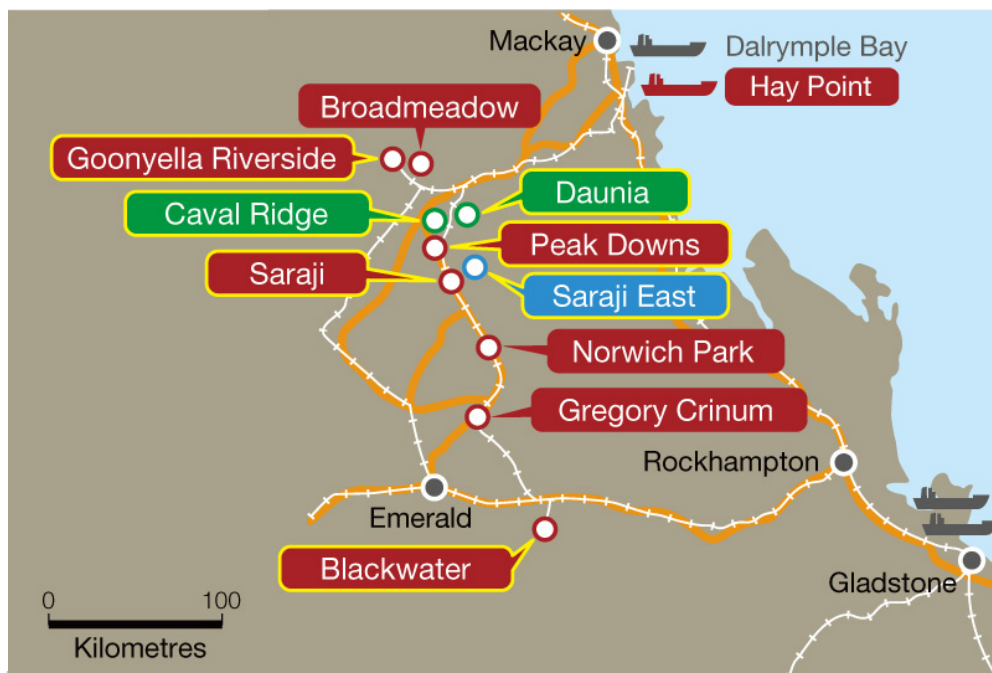 Mackay
Dalrymple Bay
Hay Point
Broadmeadow
Goonyella Riverside
Daunia
Caval Ridge
Peak Downs
Saraji
Saraji East
Norwich Park
Gregory Crinum
Rockhampton
Emerald
Blackwater
Gladstone
0 100
Kilometres